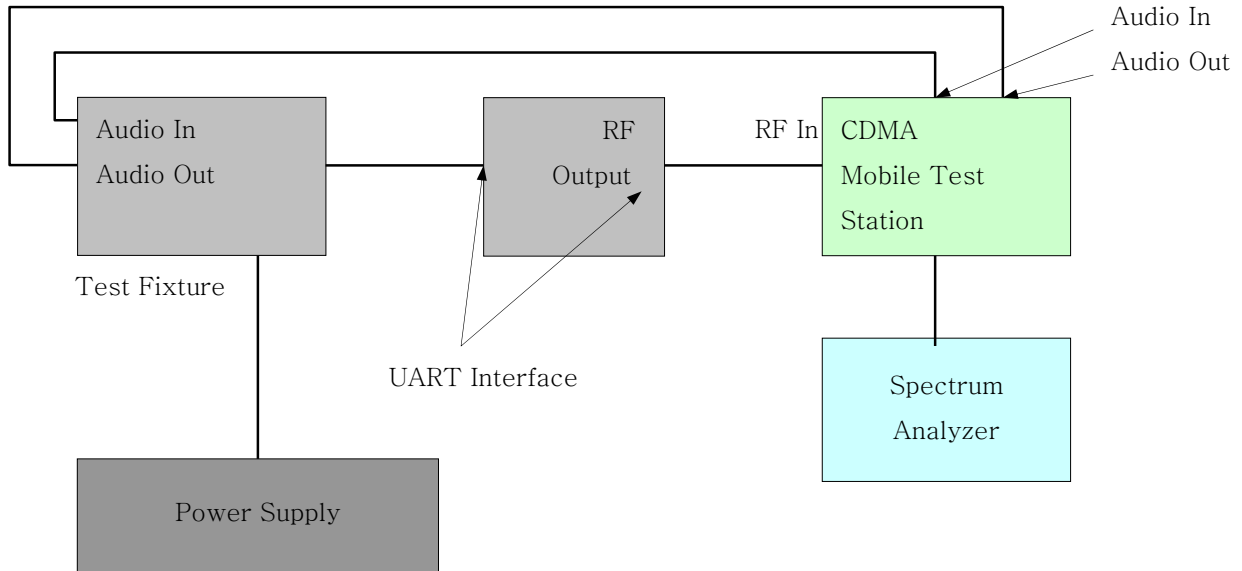 Audio In
Audio Out
Audio In
Audio Out
RF
Output
RF In
CDMA
Mobile Test
Station
Test Fixture
UART Interface
Spectrum
Analyzer
Power Supply